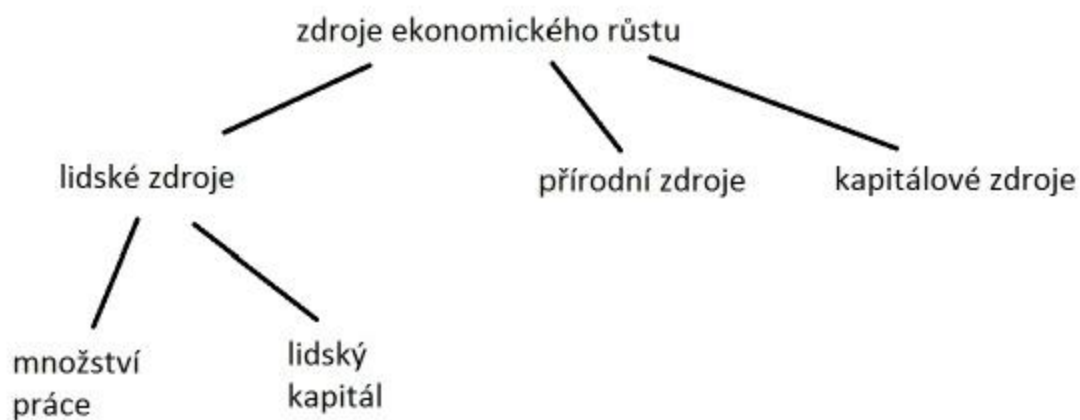 zdroje ekonomického růstu
lidské zdroje
přírodní zdroje
kapitálové zdroje
množství
práce
lidský
kapitál